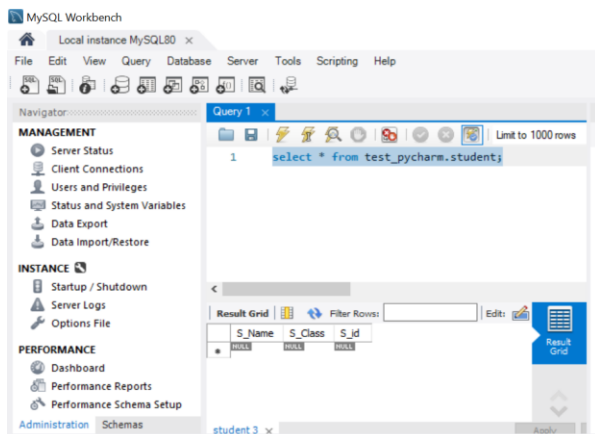 MySQL Workbench
Local instance MySQL80 ×
File Edit View Query Database Server Tools Scripting Help
Navigator
Query 1 ×
MANAGEMENT
Server Status
Client Connections
Users and Privileges
Status and System Variables
Data Export
Data Import/Restore
INSTANCE
Startup / Shutdown
Server Logs
Options File
PERFORMANCE
Dashboard
Performance Reports
Performance Schema Setup
Administration Schemas
Limit to 1000 rows
1 select * from test_pycharm.student;
Result Grid Filter Rows: Edit:
S_Name S_Class S_id
NULL NULL NULL
Result
Grid
student 3 ×
Apply